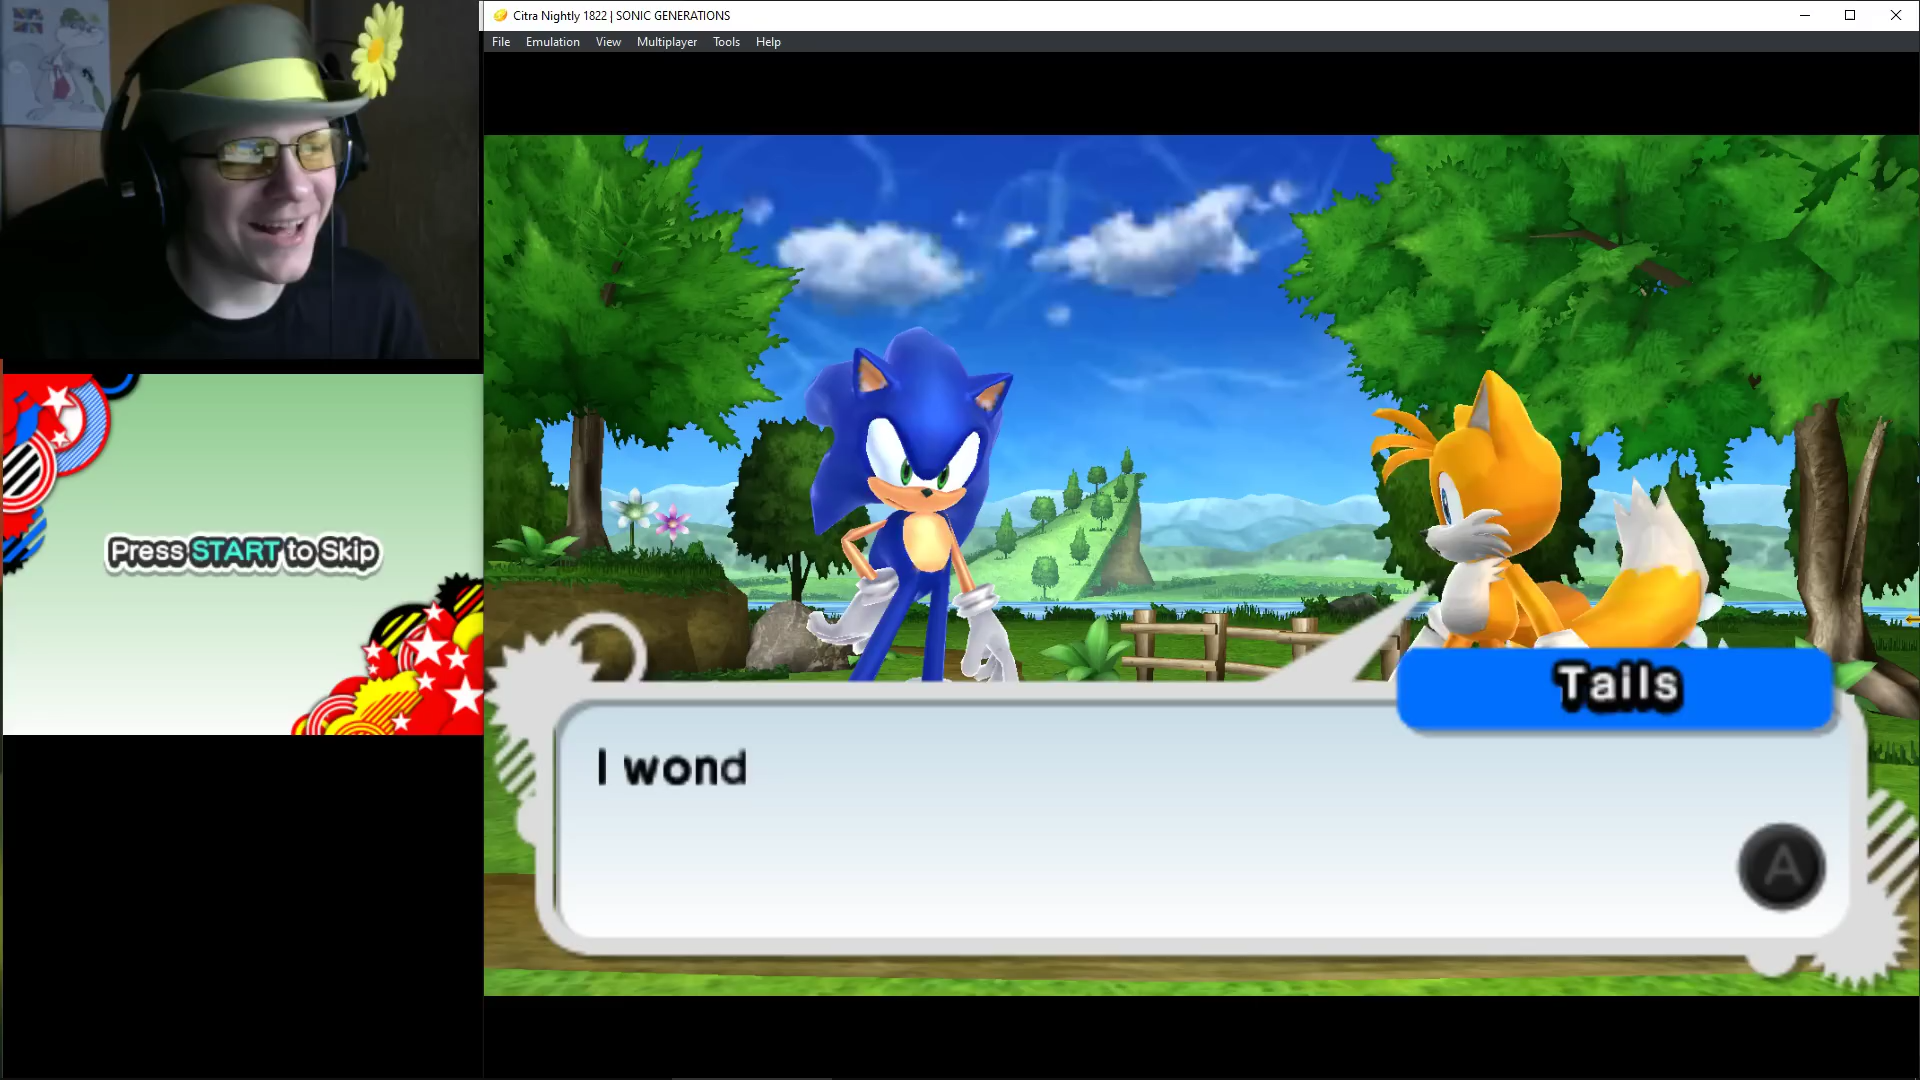 Citra Nightly 1822 | SONIC GENERATIONS
File Emulation View Multiplayer Tools Help
Press START to Skip
Tails
I wond
A